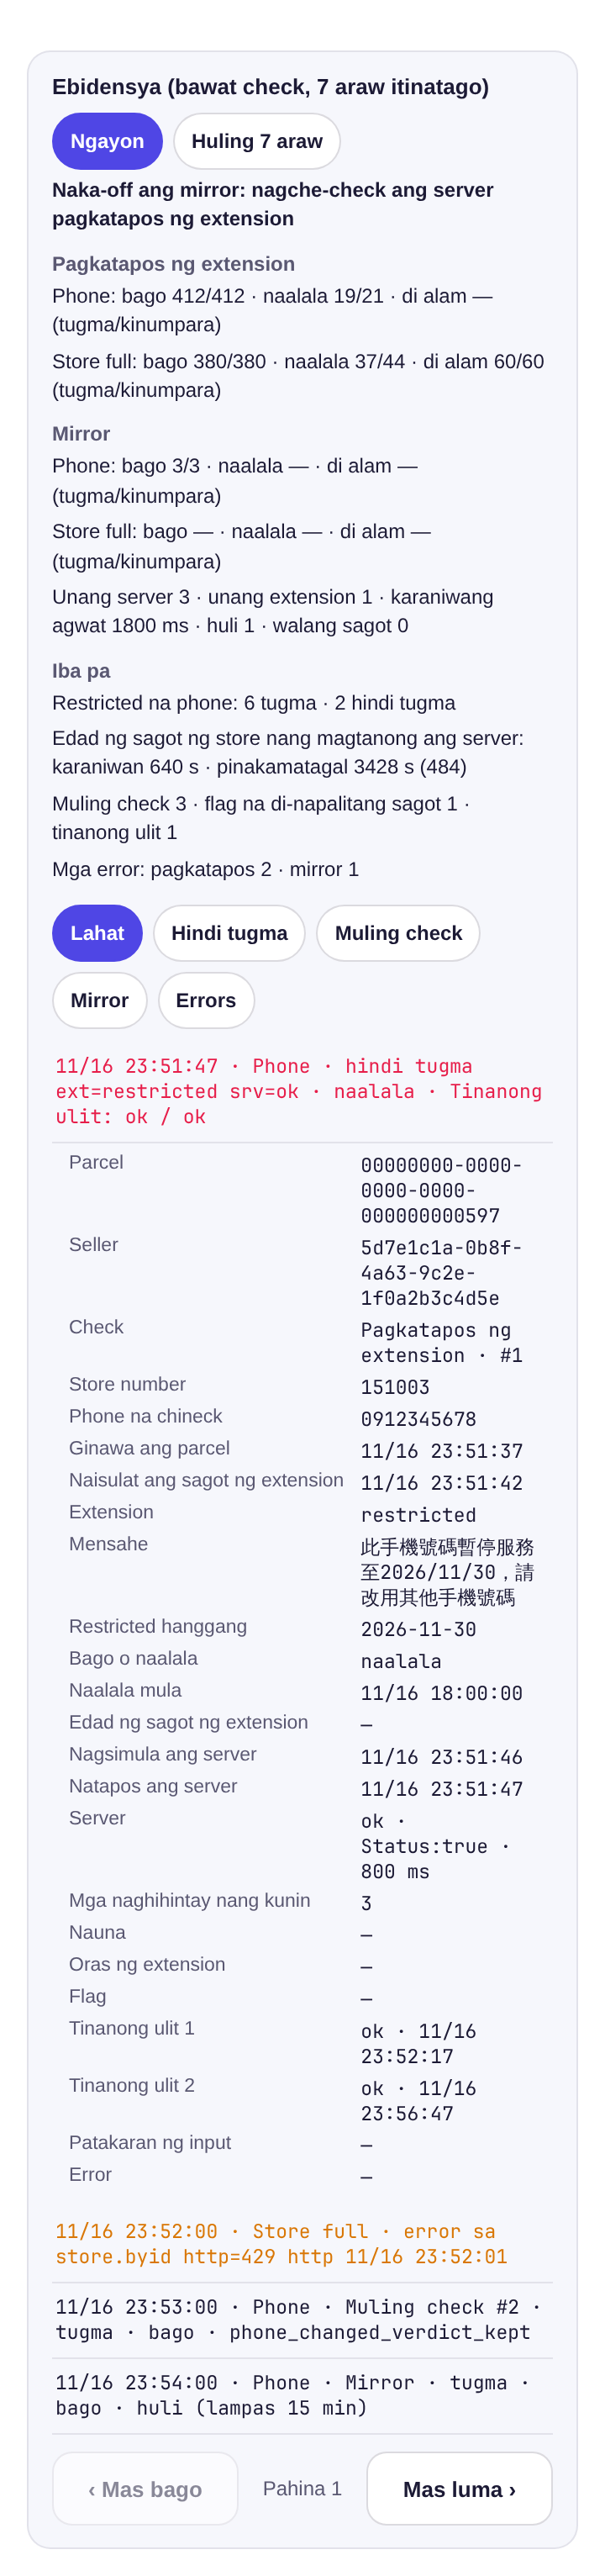 Ebidensya (bawat check, 7 araw itinatago)
Ngayon
Huling 7 araw
Naka-off ang mirror: nagche-check ang server
pagkatapos ng extension
Pagkatapos ng extension
Phone: bago 412/412 · naalala 19/21 · di alam —
(tugma/kinumpara)
Store full: bago 380/380 · naalala 37/44 · di alam 60/60
(tugma/kinumpara)
Mirror
Phone: bago 3/3 · naalala — · di alam —
(tugma/kinumpara)
Store full: bago — · naalala — · di alam —
(tugma/kinumpara)
Unang server 3 · unang extension 1 · karaniwang
agwat 1800 ms · huli 1 · walang sagot 0
Iba pa
Restricted na phone: 6 tugma · 2 hindi tugma
Edad ng sagot ng store nang magtanong ang server:
karaniwan 640 s · pinakamatagal 3428 s (484)
Muling check 3 · flag na di-napalitang sagot 1 ·
tinanong ulit 1
Mga error: pagkatapos 2 · mirror 1
Lahat
Hindi tugma
Muling check
Mirror
Errors
11/16 23:51:47 · Phone · hindi tugma
ext=restricted srv=ok · naalala · Tinanong
ulit: ok / ok
Parcel
00000000-0000-
0000-0000-
000000000597
Seller
5d7e1c1a-0b8f-
4a63-9c2e-
1f0a2b3c4d5e
Check
Pagkatapos ng
extension · #1
Store number
151003
Phone na chineck
0912345678
Ginawa ang parcel
11/16 23:51:37
Naisulat ang sagot ng extension
11/16 23:51:42
Extension
restricted
Mensahe
此手機號碼暫停服務
至2026/11/30，請
改用其他手機號碼
Restricted hanggang
2026-11-30
Bago o naalala
naalala
Naalala mula
11/16 18:00:00
Edad ng sagot ng extension
—
Nagsimula ang server
11/16 23:51:46
Natapos ang server
11/16 23:51:47
Server
ok ·
Status:true ·
800 ms
Mga naghihintay nang kunin
3
Nauna
—
Oras ng extension
—
Flag
—
Tinanong ulit 1
ok · 11/16
23:52:17
Tinanong ulit 2
ok · 11/16
23:56:47
Patakaran ng input
—
Error
—
11/16 23:52:00 · Store full · error sa
store.byid http=429 http 11/16 23:52:01
11/16 23:53:00 · Phone · Muling check #2 ·
tugma · bago · phone_changed_verdict_kept
11/16 23:54:00 · Phone · Mirror · tugma ·
bago · huli (lampas 15 min)
‹ Mas bago
Pahina 1
Mas luma ›